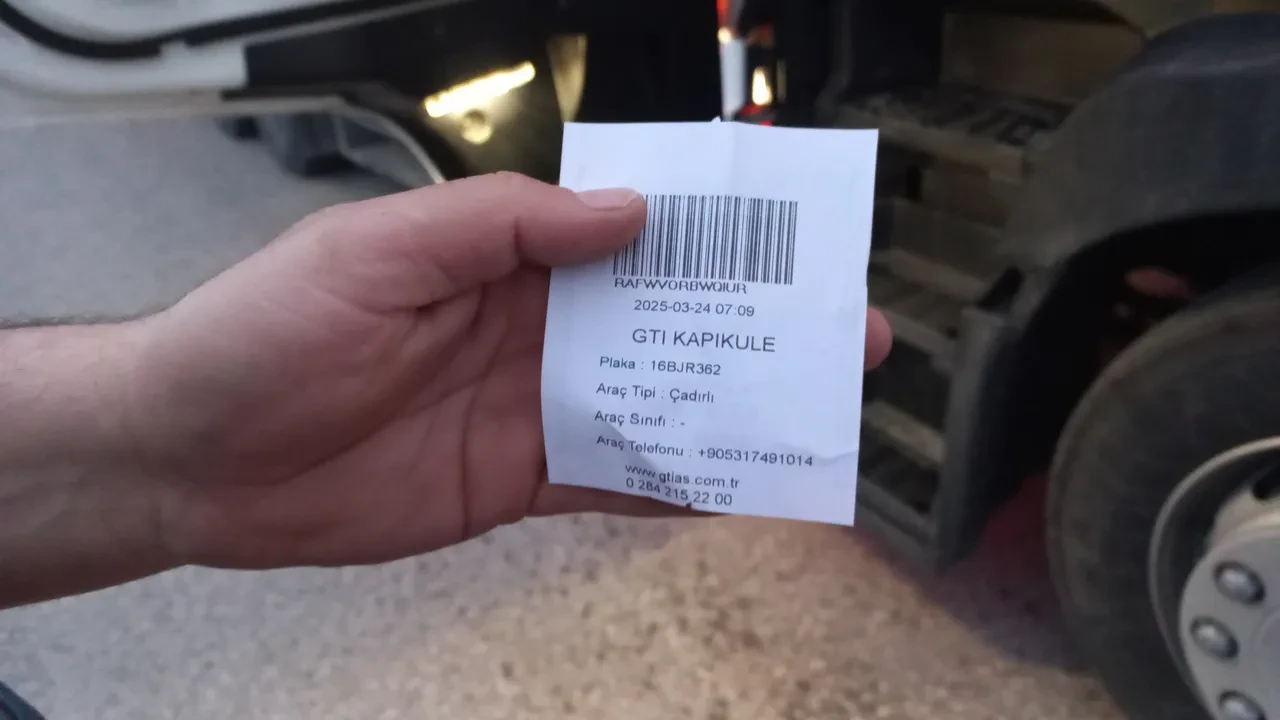 RAFWVORBWQIUR
2025-03-24 07:09
GTI KAPIKULE
Plaka : 16BJR362
Araç Tipi : Çadırlı
Araç Sınıfı : -
Araç Telefonu : +905317491014
www.gtias.com.tr
0 284 215 22 00